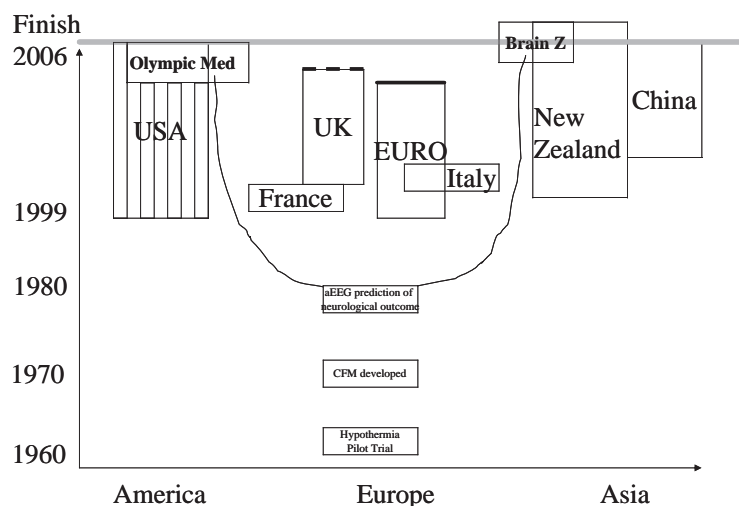 Finish
2006
Olympic Med
Brain Z
USA
UK
EURO
New
Zealand
China
Italy
France
1999
1980
aEEG prediction of
neurological outcome
1970
CFM developed
Hypothermia
Pilot Trial
1960
America
Europe
Asia